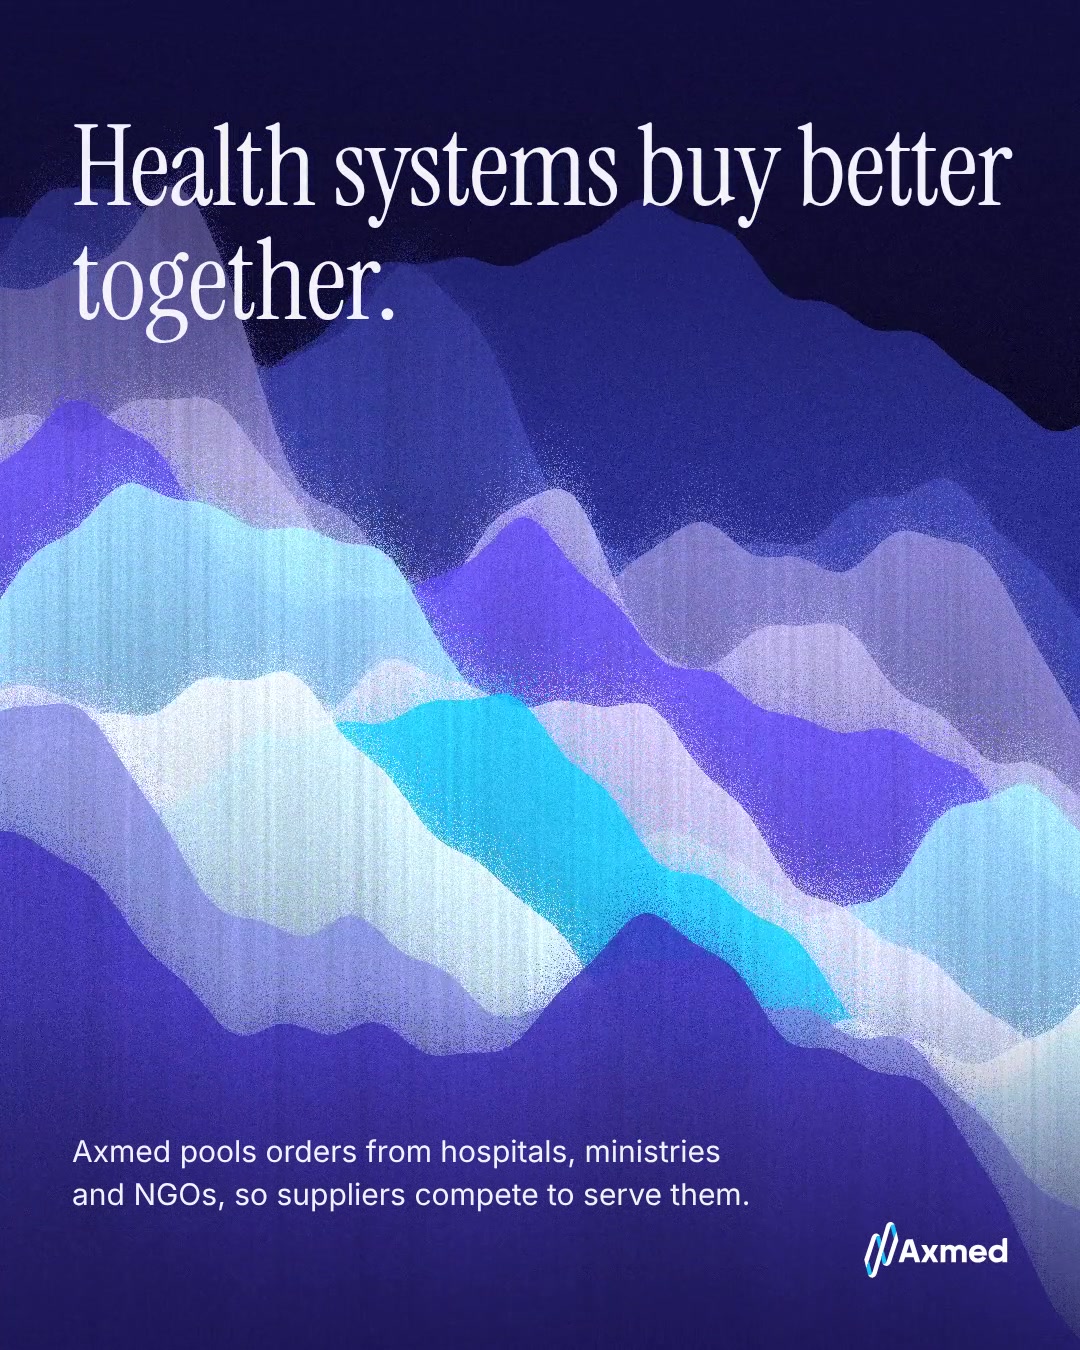 Health systems buy better
together.
Axmed pools orders from hospitals, ministries
and NGOs, so suppliers compete to serve them.
Axmed